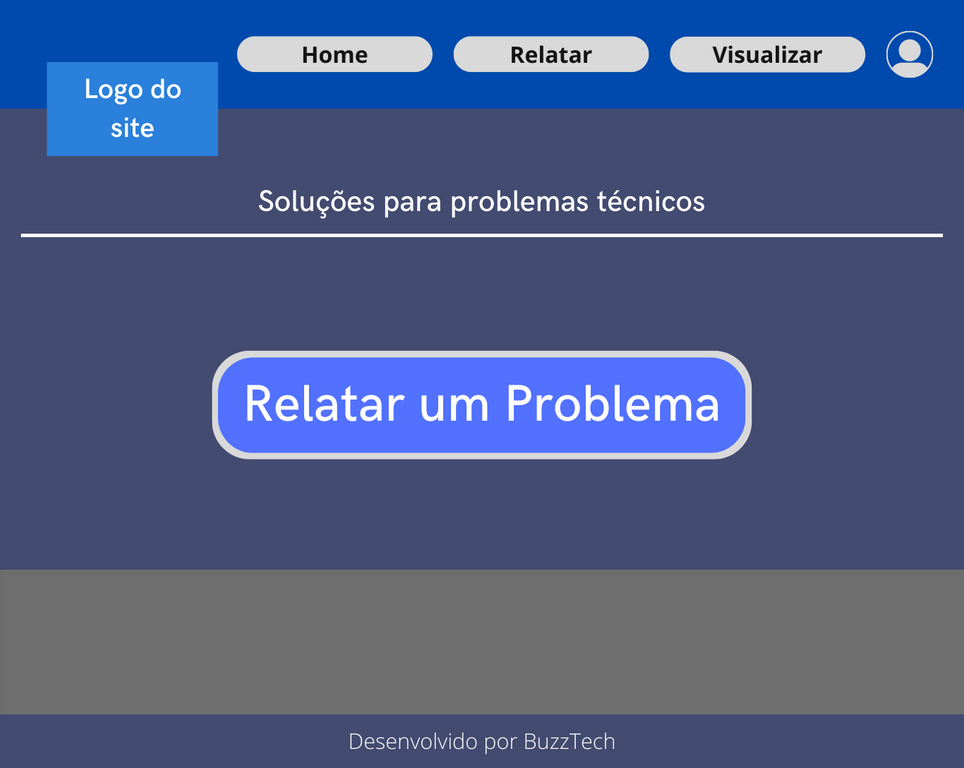 Home
Relatar
Visualizar
Logo do
site
Soluções para problemas técnicos
Relatar um Problema
Desenvolvido por BuzzTech